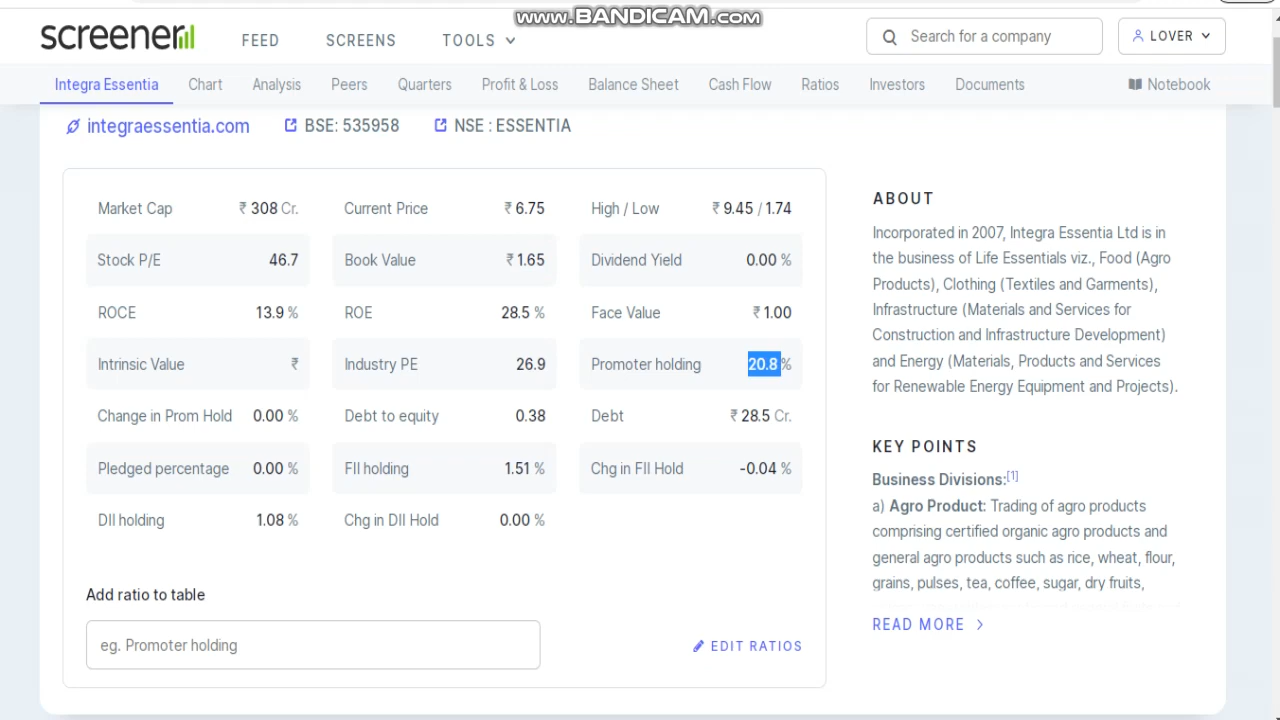 www.BANDICAM.com
screener
FEED SCREENS TOOLS
Search for a company
LOVER
Integra Essentia Chart Analysis Peers Quarters Profit & Loss Balance Sheet Cash Flow Ratios Investors Documents Notebook
integraessentia.com BSE: 535958 NSE : ESSENTIA
Market Cap ₹ 308 Cr. Current Price ₹ 6.75 High / Low ₹ 9.45 / 1.74
Stock P/E 46.7 Book Value ₹ 1.65 Dividend Yield 0.00 %
ROCE 13.9 % ROE 28.5 % Face Value ₹ 1.00
Intrinsic Value ₹ Industry PE 26.9 Promoter holding 20.8 %
Change in Prom Hold 0.00 % Debt to equity 0.38 Debt ₹ 28.5 Cr.
Pledged percentage 0.00 % FII holding 1.51 % Chg in FII Hold -0.04 %
DII holding 1.08 % Chg in DII Hold 0.00 %
Add ratio to table
eg. Promoter holding
EDIT RATIOS
ABOUT
Incorporated in 2007, Integra Essentia Ltd is in
the business of Life Essentials viz., Food (Agro
Products), Clothing (Textiles and Garments),
Infrastructure (Materials and Services for
Construction and Infrastructure Development)
and Energy (Materials, Products and Services
for Renewable Energy Equipment and Projects).
KEY POINTS
Business Divisions:[1]
a) Agro Product: Trading of agro products
comprising certified organic agro products and
general agro products such as rice, wheat, flour,
grains, pulses, tea, coffee, sugar, dry fruits,
READ MORE